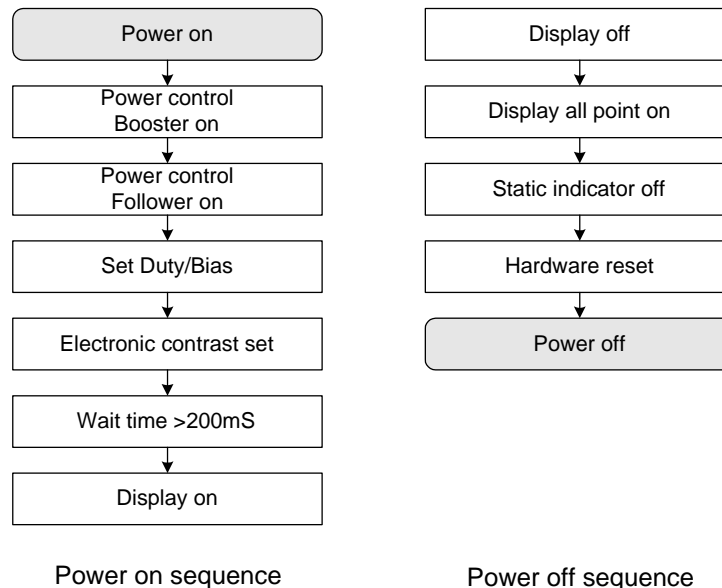 Power on
Power control
Booster on
Power control
Follower on
Set Duty/Bias
Electronic contrast set
Wait time >200mS
Display on
Power on sequence
Display off
Display all point on
Static indicator off
Hardware reset
Power off
Power off sequence